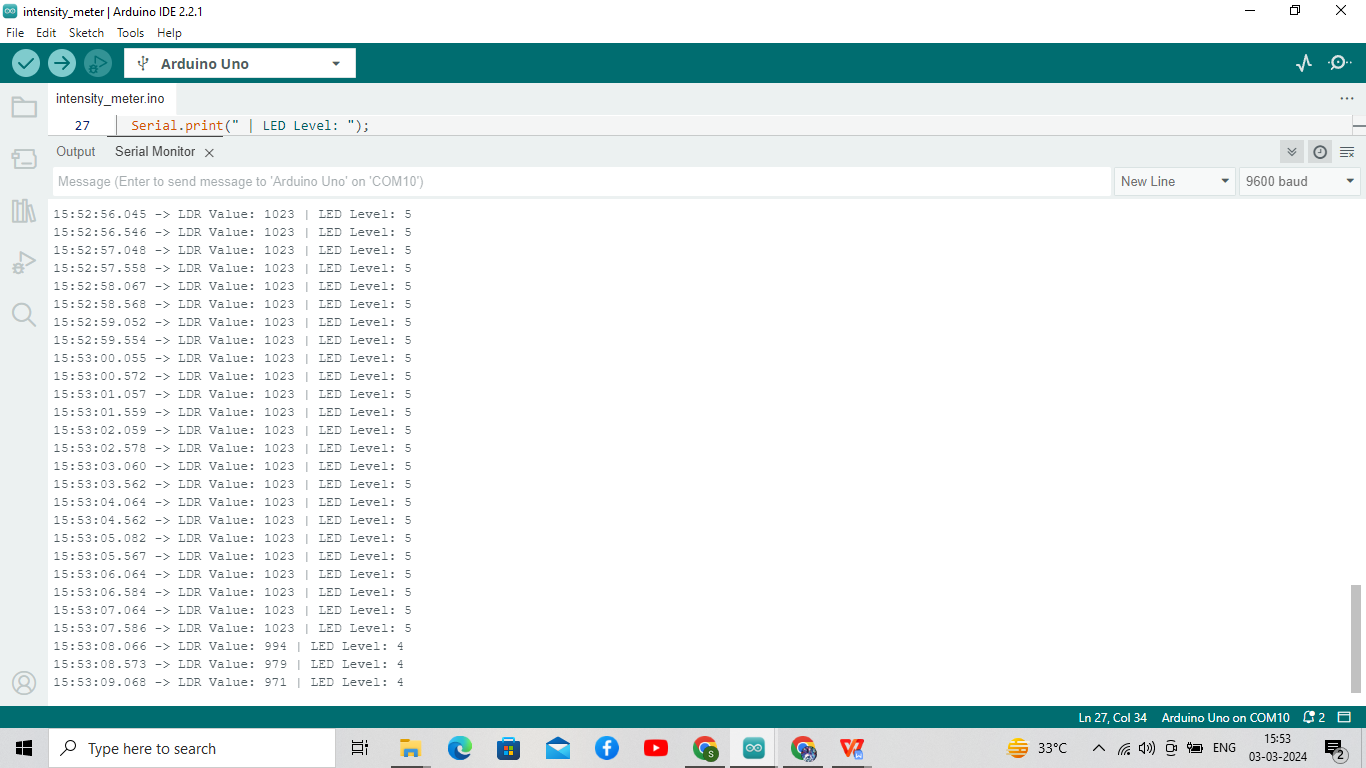 intensity_meter | Arduino IDE 2.2.1
File Edit Sketch Tools Help
Arduino Uno
intensity_meter.ino
27 Serial.print(" | LED Level: ");
Output Serial Monitor
Message (Enter to send message to 'Arduino Uno' on 'COM10')
New Line
9600 baud
15:52:56.045 -> LDR Value: 1023 | LED Level: 5
15:52:56.546 -> LDR Value: 1023 | LED Level: 5
15:52:57.048 -> LDR Value: 1023 | LED Level: 5
15:52:57.558 -> LDR Value: 1023 | LED Level: 5
15:52:58.067 -> LDR Value: 1023 | LED Level: 5
15:52:58.568 -> LDR Value: 1023 | LED Level: 5
15:52:59.052 -> LDR Value: 1023 | LED Level: 5
15:52:59.554 -> LDR Value: 1023 | LED Level: 5
15:53:00.055 -> LDR Value: 1023 | LED Level: 5
15:53:00.572 -> LDR Value: 1023 | LED Level: 5
15:53:01.057 -> LDR Value: 1023 | LED Level: 5
15:53:01.559 -> LDR Value: 1023 | LED Level: 5
15:53:02.059 -> LDR Value: 1023 | LED Level: 5
15:53:02.578 -> LDR Value: 1023 | LED Level: 5
15:53:03.060 -> LDR Value: 1023 | LED Level: 5
15:53:03.562 -> LDR Value: 1023 | LED Level: 5
15:53:04.064 -> LDR Value: 1023 | LED Level: 5
15:53:04.562 -> LDR Value: 1023 | LED Level: 5
15:53:05.082 -> LDR Value: 1023 | LED Level: 5
15:53:05.567 -> LDR Value: 1023 | LED Level: 5
15:53:06.064 -> LDR Value: 1023 | LED Level: 5
15:53:06.584 -> LDR Value: 1023 | LED Level: 5
15:53:07.064 -> LDR Value: 1023 | LED Level: 5
15:53:07.586 -> LDR Value: 1023 | LED Level: 5
15:53:08.066 -> LDR Value: 994 | LED Level: 4
15:53:08.573 -> LDR Value: 979 | LED Level: 4
15:53:09.068 -> LDR Value: 971 | LED Level: 4
Ln 27, Col 34 Arduino Uno on COM10 2
Type here to search
33°C
ENG
15:53
03-03-2024
2